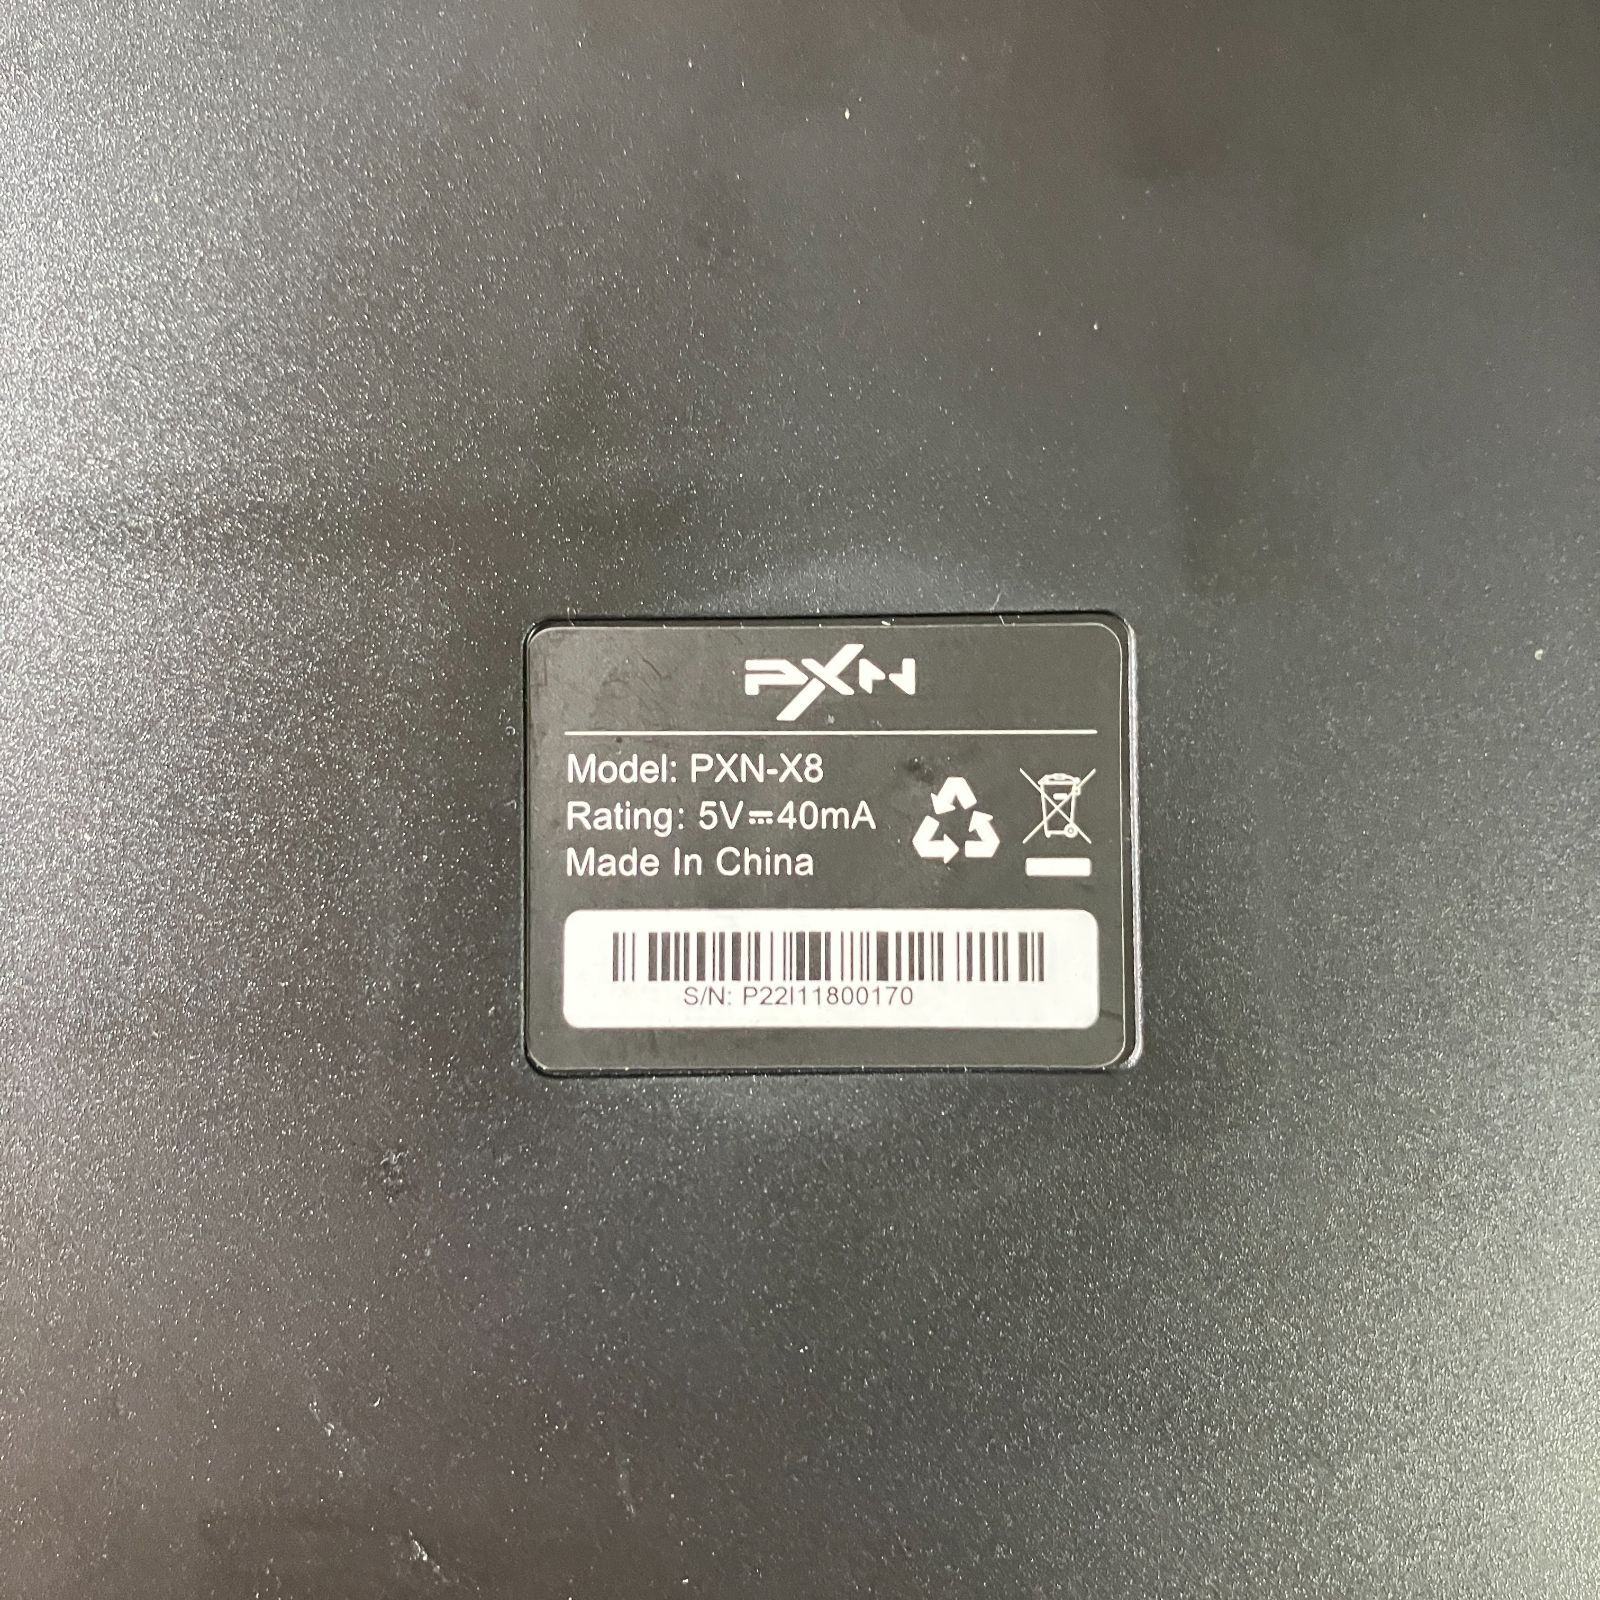 PXN
Model: PXN-X8
Rating: 5V⎓40mA
Made In China
S/N: P22I11800170